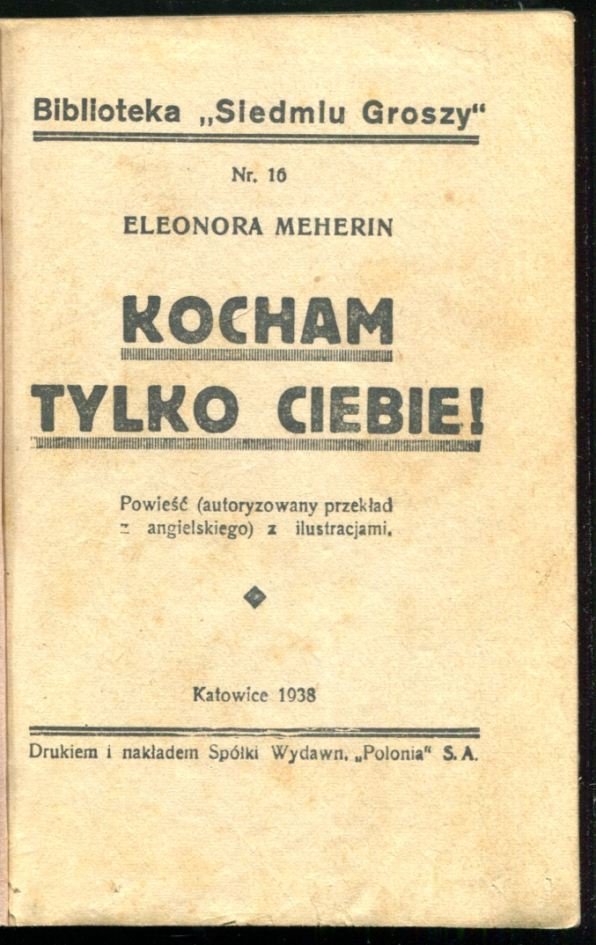 Biblioteka „Siedmiu Groszy“
Nr. 16
ELEONORA MEHERIN
KOCHAM
TYLKO CIEBIE!
Powieść (autoryzowany przekład
z angielskiego) z ilustracjami.
Katowice 1938
Drukiem i nakładem Spółki Wydawn. „Polonia“ S. A.